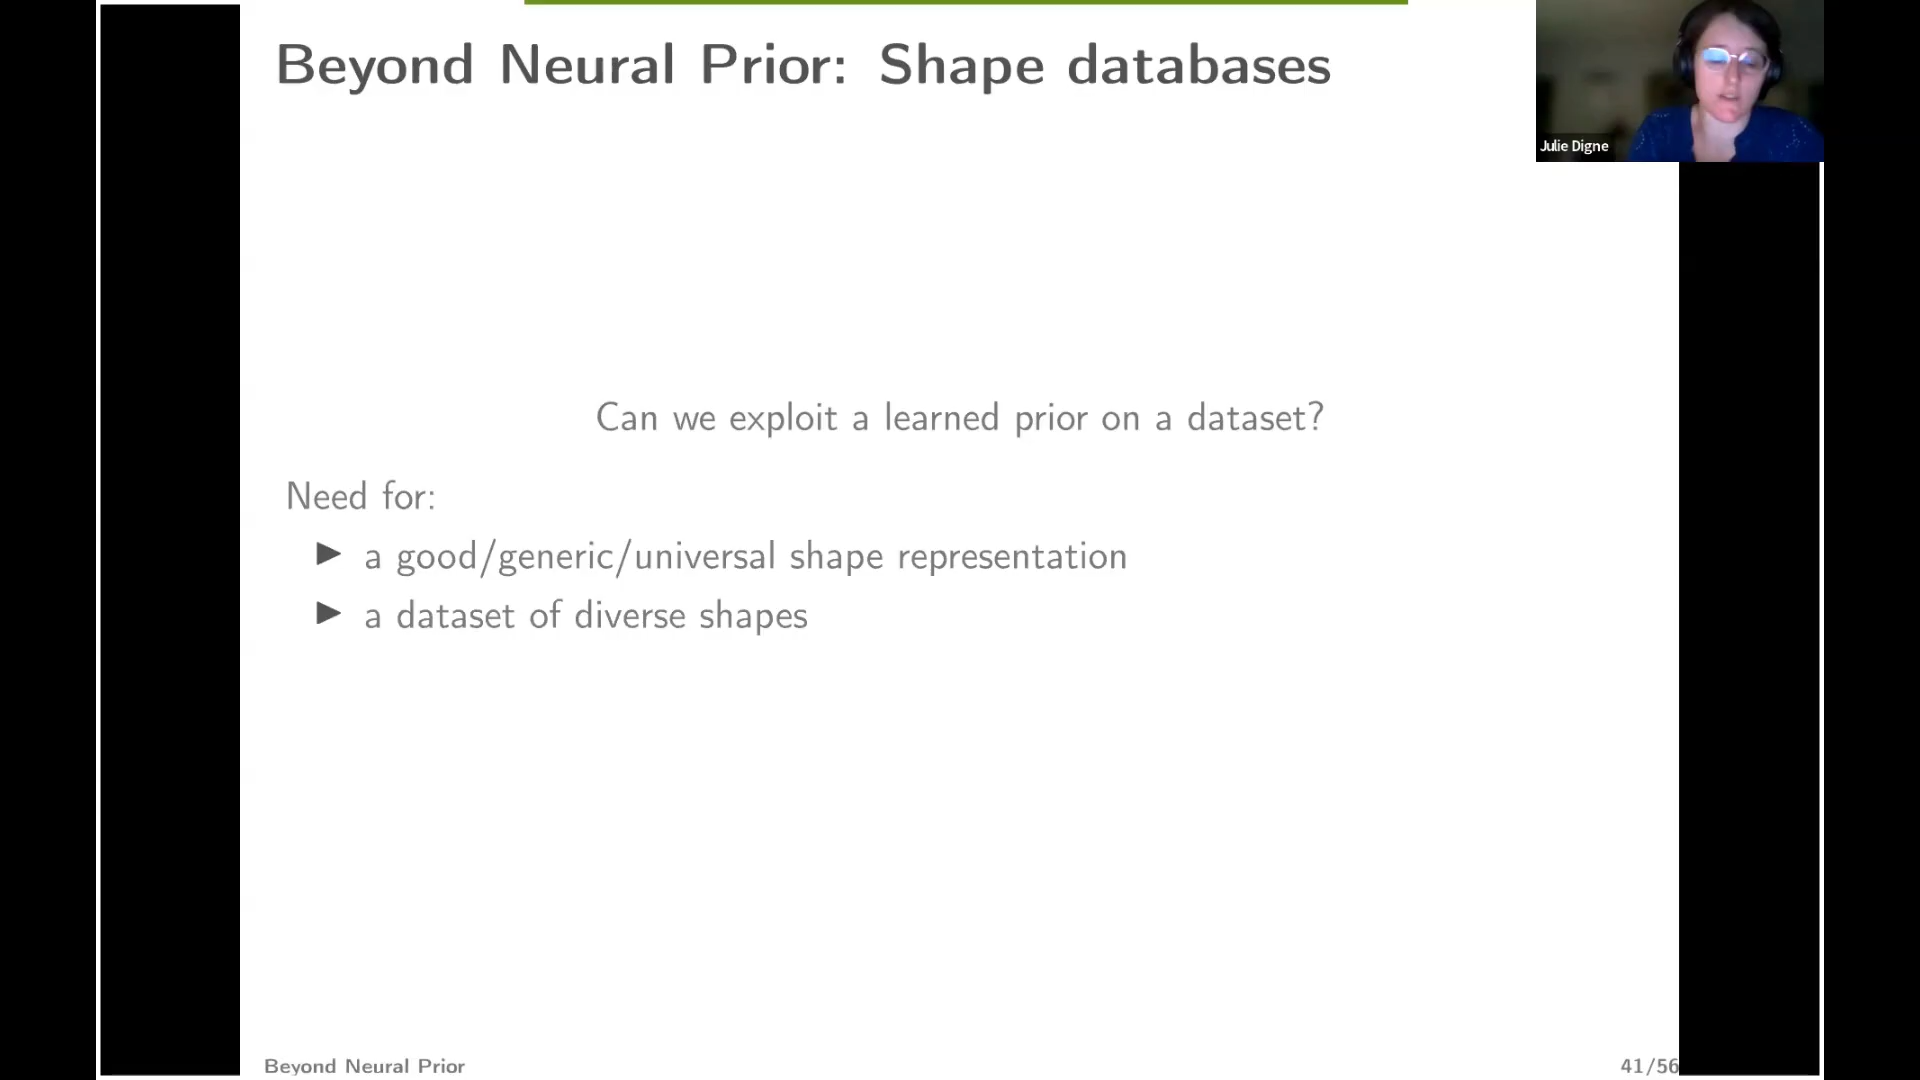 Beyond Neural Prior: Shape databases
Julie Digne
Can we exploit a learned prior on a dataset?
Need for:
▶ a good/generic/universal shape representation
▶ a dataset of diverse shapes
Beyond Neural Prior
41/56